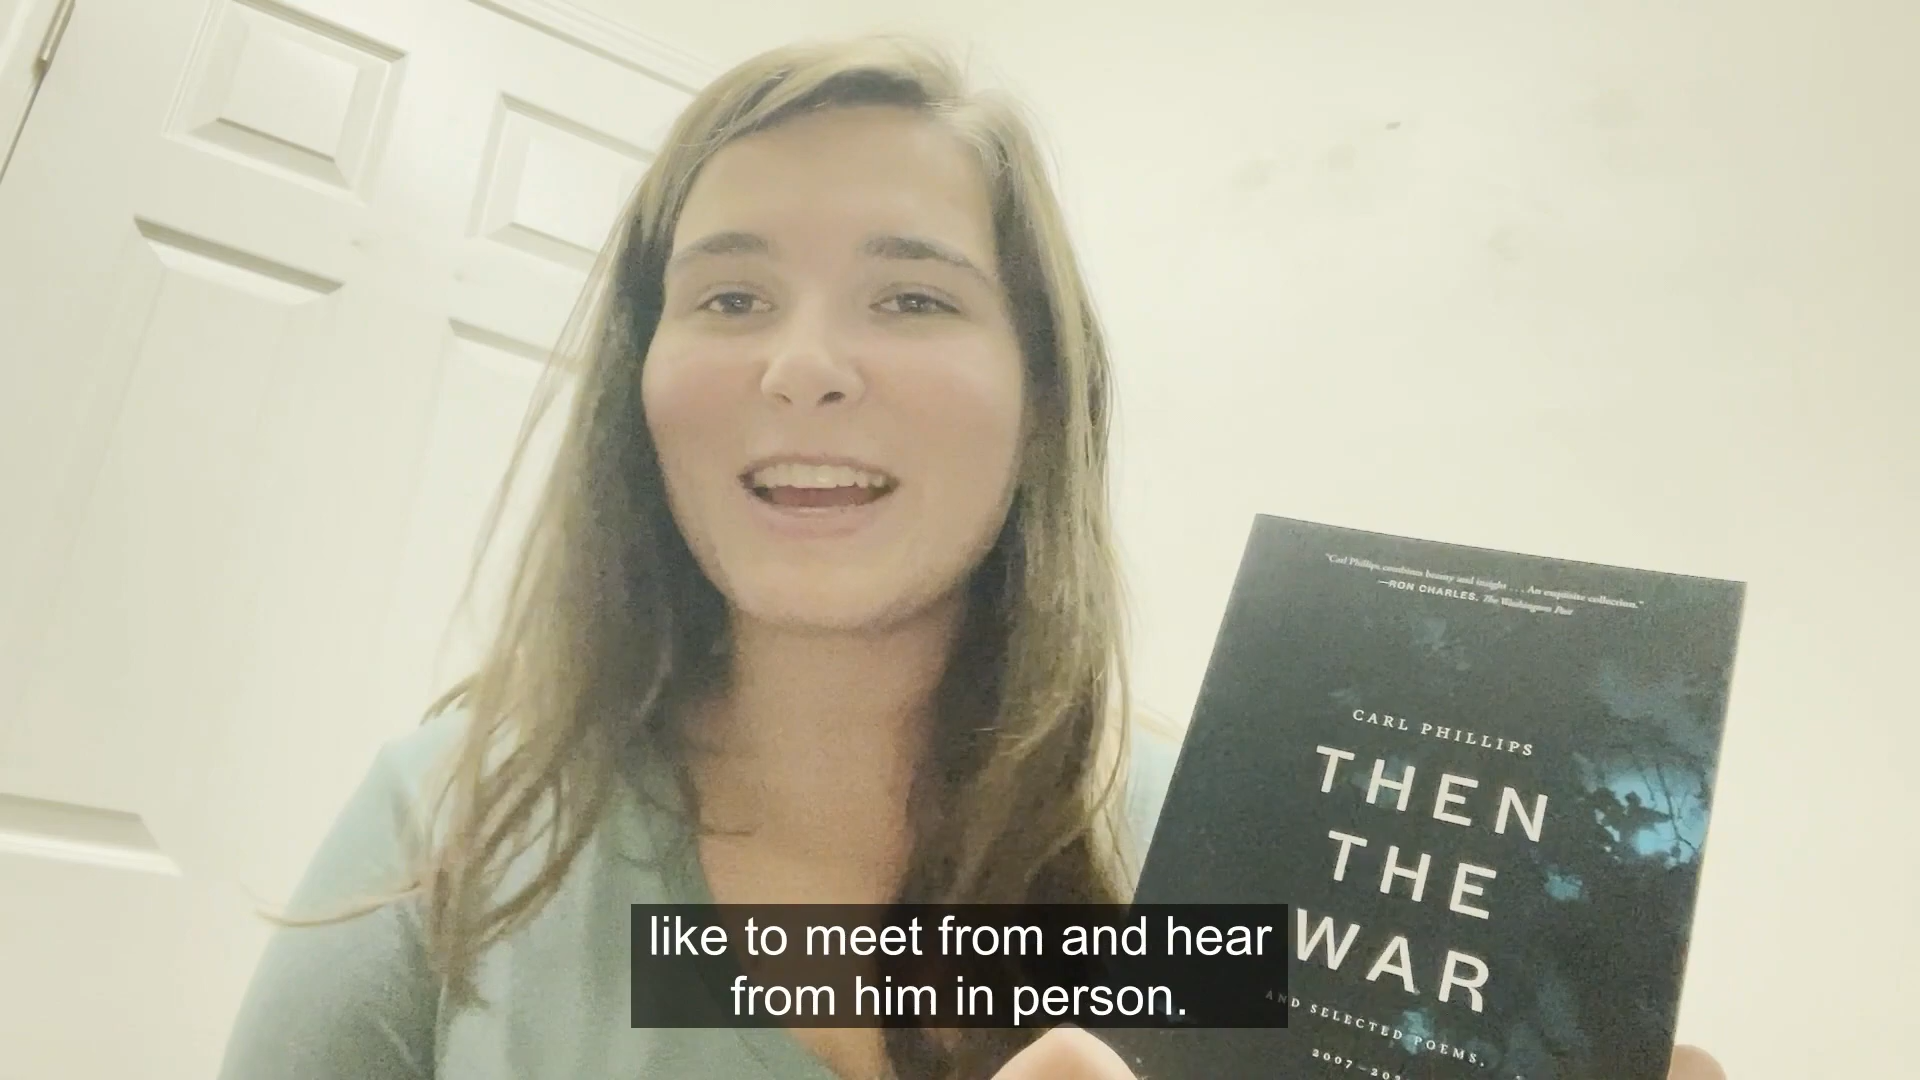 "Carl Phillips combines beauty and insight . . . An exquisite collection."
—RON CHARLES, The Washington Post
CARL PHILLIPS
THEN
THE
WAR
AND SELECTED POEMS,
like to meet from and hear
from him in person.